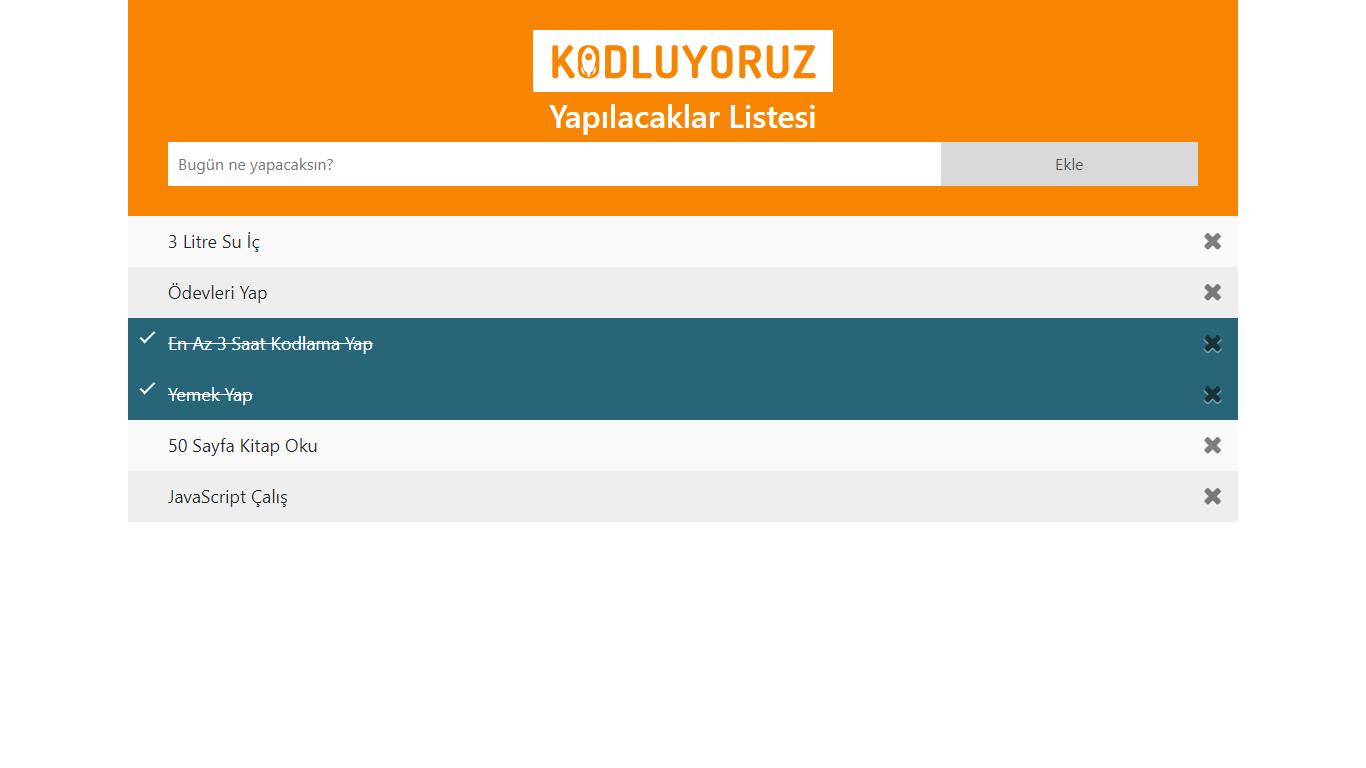 KODLUYORUZ
Yapılacaklar Listesi
Bugün ne yapacaksın? Ekle
3 Litre Su İç
Ödevleri Yap
En Az 3 Saat Kodlama Yap
Yemek Yap
50 Sayfa Kitap Oku
JavaScript Çalış